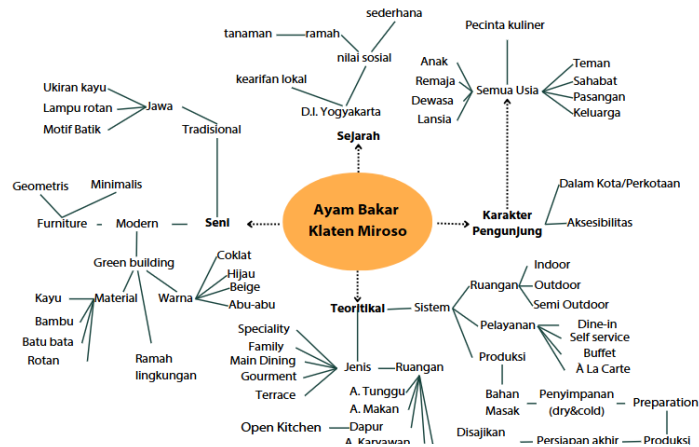 sederhana
tanaman
ramah
nilai sosial
kearifan lokal
D.I. Yogyakarta
Sejarah
Pecinta kuliner
Anak
Remaja
Dewasa
Lansia
Semua Usia
Teman
Sahabat
Pasangan
Keluarga
Ukiran kayu
Lampu rotan
Motif Batik
Jawa
Tradisional
Geometris
Minimalis
Furniture
Modern
Seni
Ayam Bakar
Klaten Miroso
Karakter
Pengunjung
Dalam Kota/Perkotaan
Aksesibilitas
Green building
Material
Warna
Kayu
Bambu
Batu bata
Rotan
Ramah
lingkungan
Coklat
Hijau
Beige
Abu-abu
Teoritikal
Sistem
Ruangan
Indoor
Outdoor
Semi Outdoor
Pelayanan
Dine-in
Self service
Buffet
À La Carte
Produksi
Bahan
Masak
Penyimpanan
(dry&cold)
Preparation
Disajikan
Persiapan akhir
Produksi
Speciality
Family
Main Dining
Gourment
Terrace
Jenis
Ruangan
A. Tunggu
A. Makan
Open Kitchen
Dapur
A. Karyawan